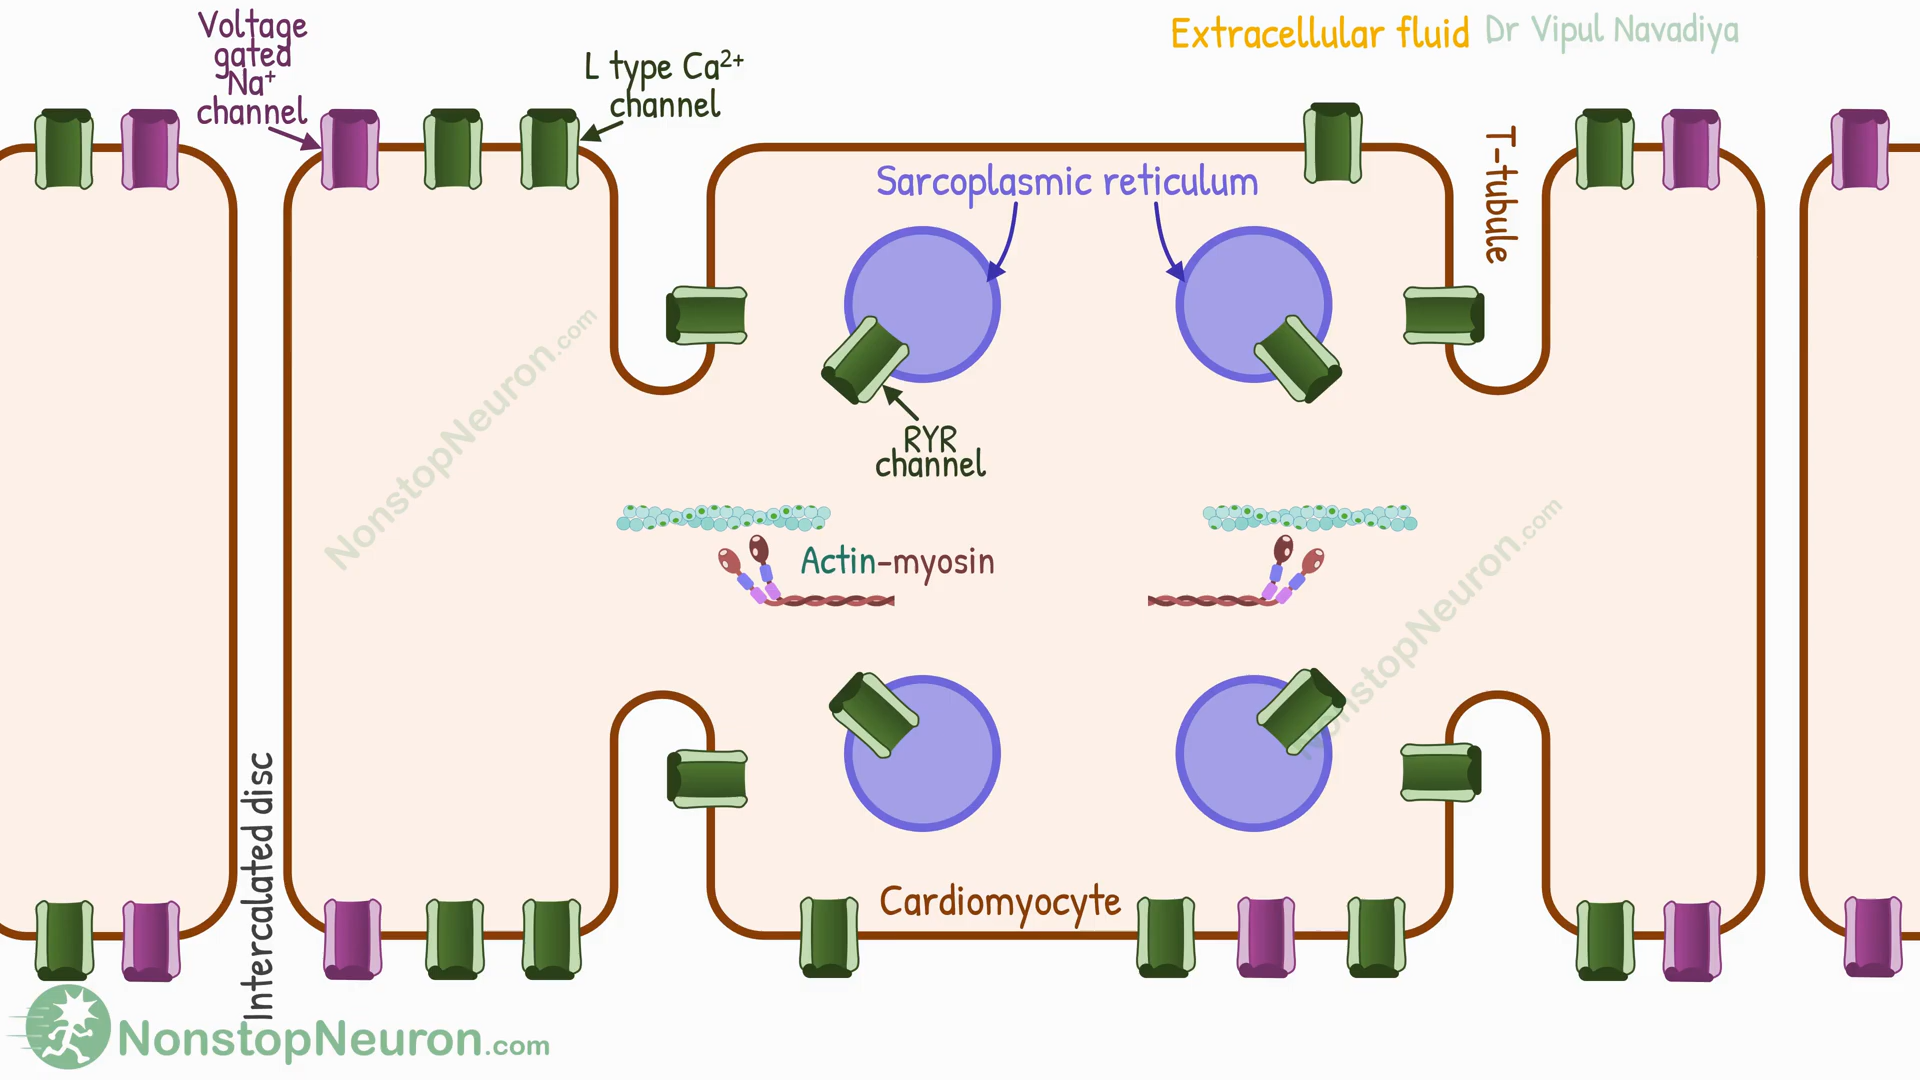 Voltage
gated
Na⁺
channel
L type Ca²⁺
channel
Extracellular fluid
Dr Vipul Navadiya
Sarcoplasmic reticulum
T-tubule
NonstopNeuron.com
RYR
channel
Actin-myosin
NonstopNeuron.com
Intercalated disc
Cardiomyocyte
NonstopNeuron.com